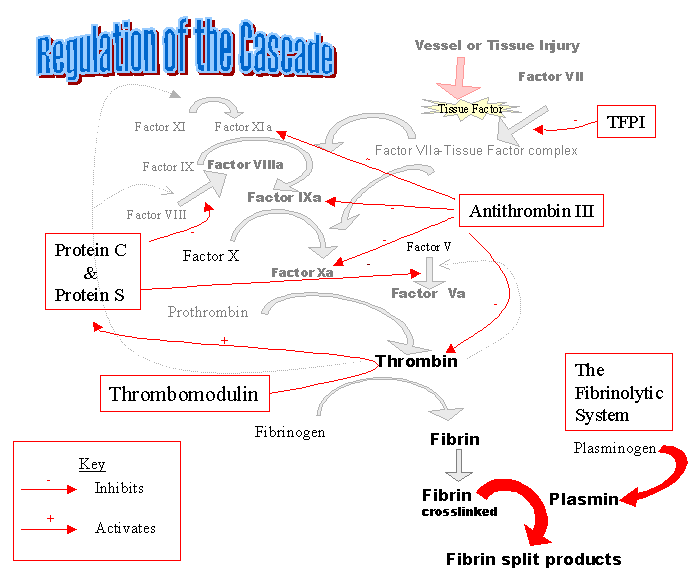 Regulation of the Cascade
Vessel or Tissue Injury
Factor VII
Tissue Factor
TFPI
-
Factor XI
Factor XIa
Factor VIIa-Tissue Factor complex
~
Factor IX
Factor VIIIa
Factor IXa
Antithrombin III
-
Factor VIII
-
-
Protein C
&
Protein S
Factor X
Factor V
Factor Xa
-
-
Factor Va
-
Prothrombin
+
Thrombin
Thrombomodulin
The
Fibrinolytic
System
Fibrinogen
Fibrin
Plasminogen
Key
- Inhibits
+ Activates
Fibrin
crosslinked
Plasmin
Fibrin split products